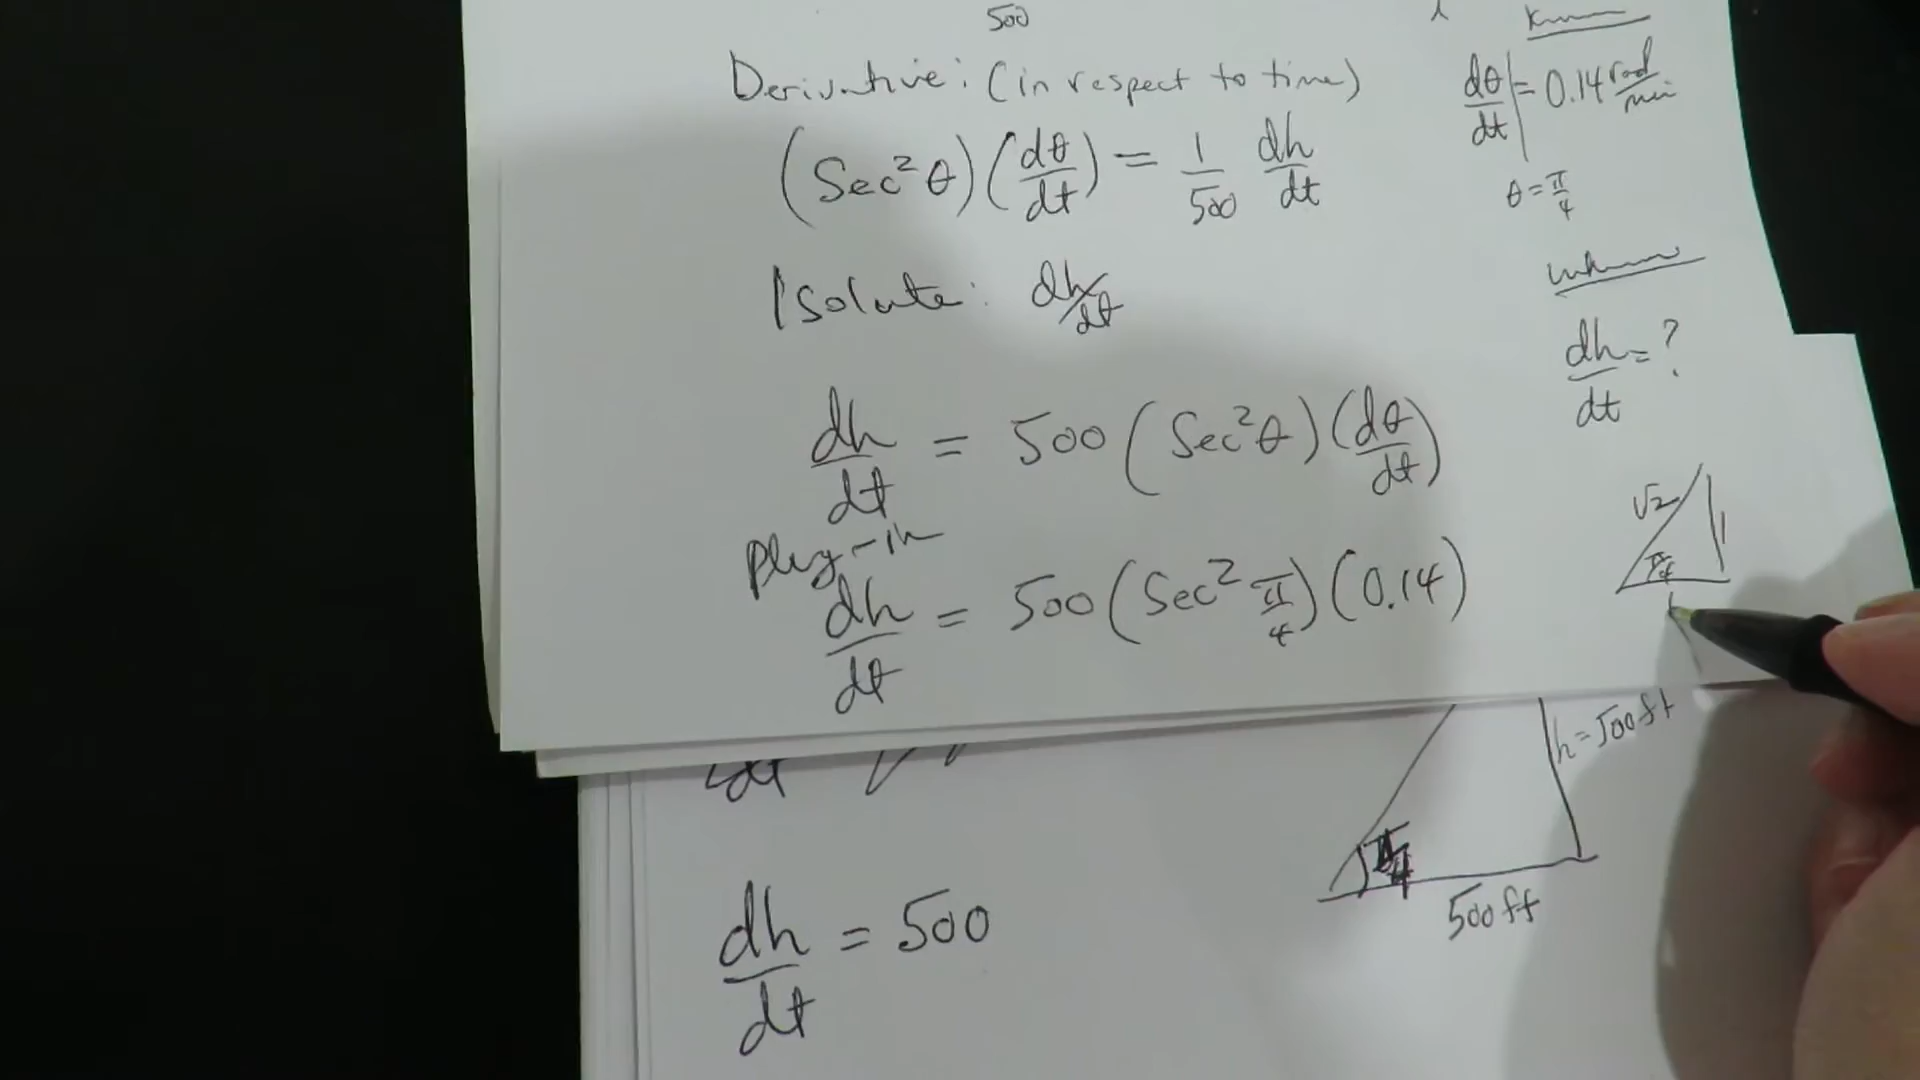 500
Derivative: (in respect to time)
(Sec²θ)(dθ/dt) = 1/500 dh/dt
Isolate: dh/dt
dh/dt = 500 (Sec²θ)(dθ/dt)
plug-in
dh/dt = 500 (Sec² π/4)(0.14)
dθ/dt = 0.14 rad/min
θ = π/4
dh/dt = ?
√2
1
π/4
h = 500ft
π/4
500 ft
dh/dt = 500